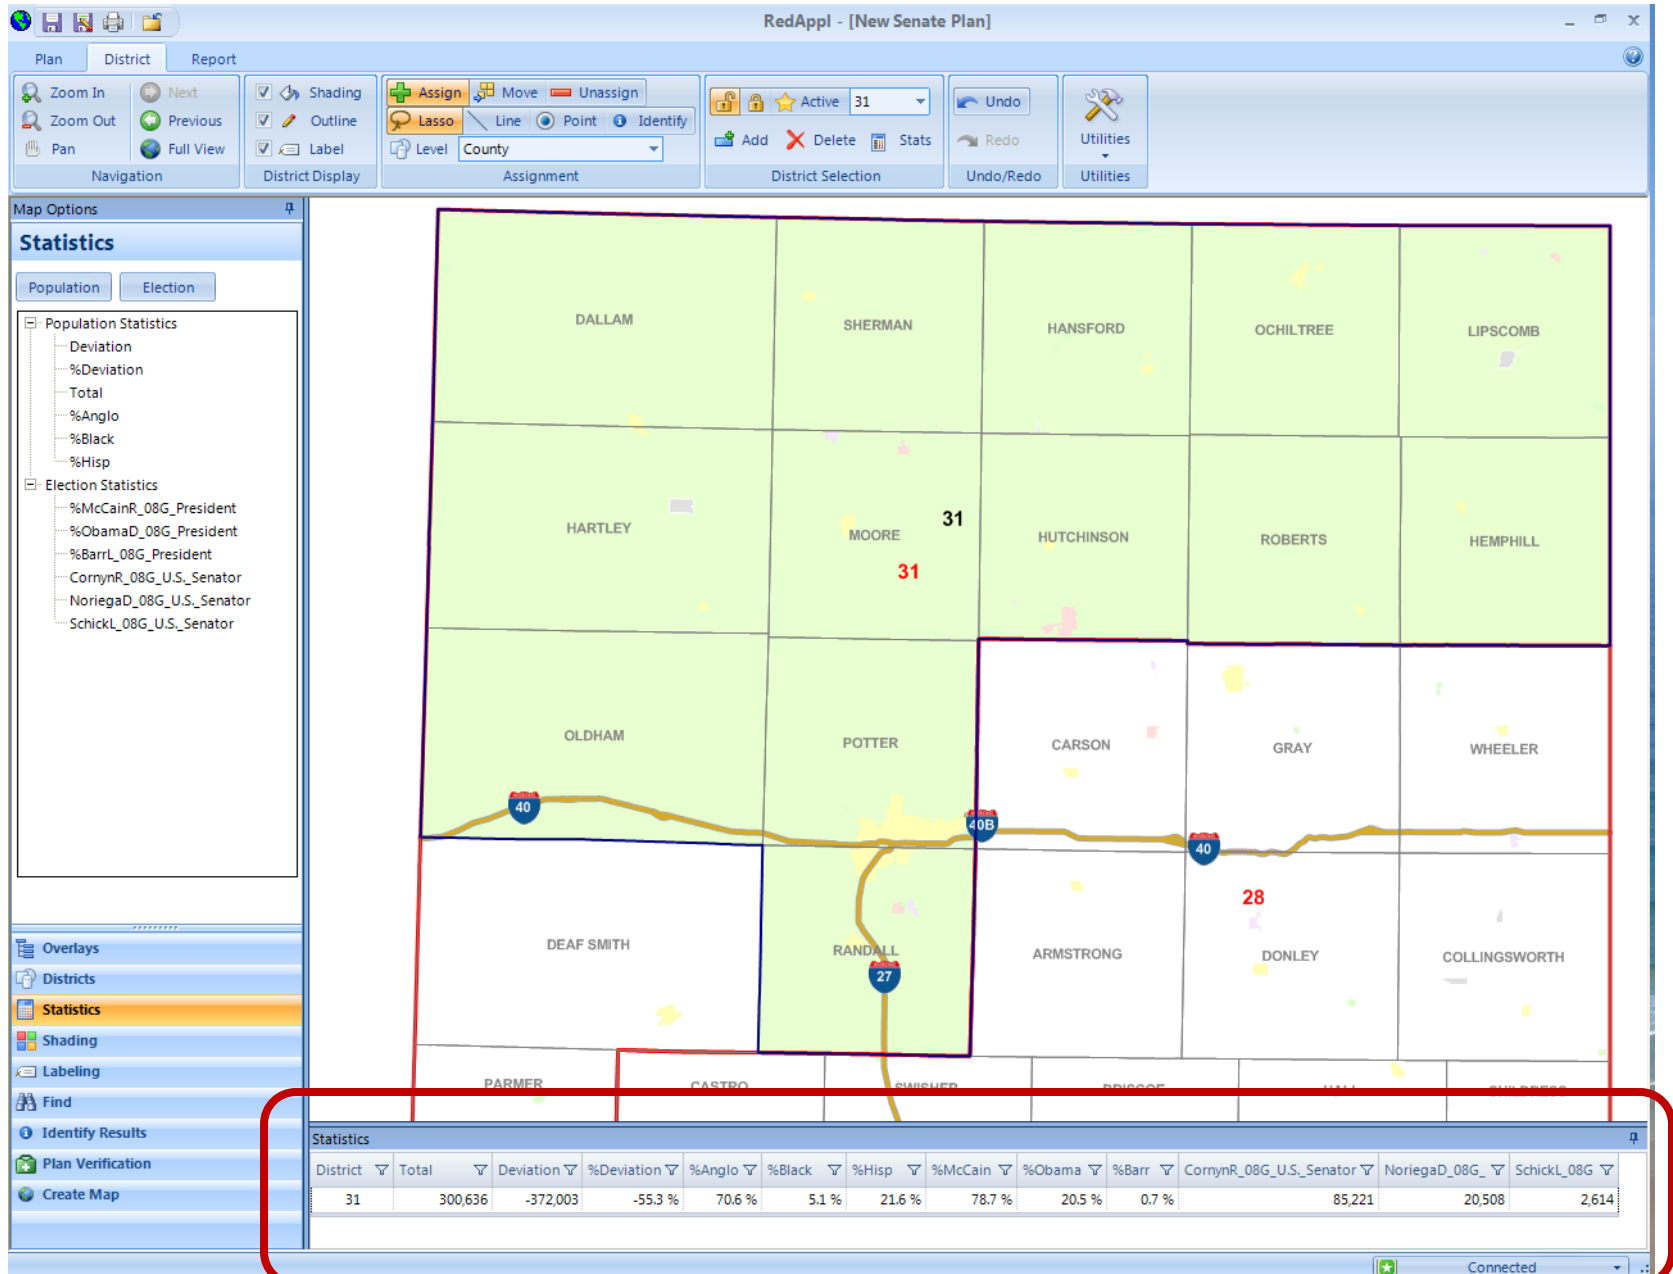 RedAppl - [New Senate Plan]
Plan District Report
Zoom In Next Shading Assign Move Unassign Active 31 Undo
Zoom Out Previous Outline Lasso Line Point Identify Add Delete Stats Redo Utilities
Pan Full View Label Level County
Navigation District Display Assignment District Selection Undo/Redo Utilities
Map Options
Statistics
Population Election
Population Statistics
Deviation
%Deviation
Total
%Anglo
%Black
%Hisp
Election Statistics
%McCainR_08G_President
%ObamaD_08G_President
%BarrL_08G_President
CornynR_08G_U.S._Senator
NoriegaD_08G_U.S._Senator
SchickL_08G_U.S._Senator
Overlays
Districts
Statistics
Shading
Labeling
Find
Identify Results
Plan Verification
Create Map
DALLAM SHERMAN HANSFORD OCHILTREE LIPSCOMB
31
HARTLEY MOORE HUTCHINSON ROBERTS HEMPHILL
31
OLDHAM POTTER CARSON GRAY WHEELER
40 40B 40
28
DEAF SMITH RANDALL ARMSTRONG DONLEY COLLINGSWORTH
27
PARMER CASTRO SWISHER BRISCOE HALL CHILDRESS
Statistics
District Total Deviation %Deviation %Anglo %Black %Hisp %McCain %Obama %Barr CornynR_08G_U.S._Senator NoriegaD_08G_ SchickL_08G
31 300,636 -372,003 -55.3 % 70.6 % 5.1 % 21.6 % 78.7 % 20.5 % 0.7 % 85,221 20,508 2,614
Connected